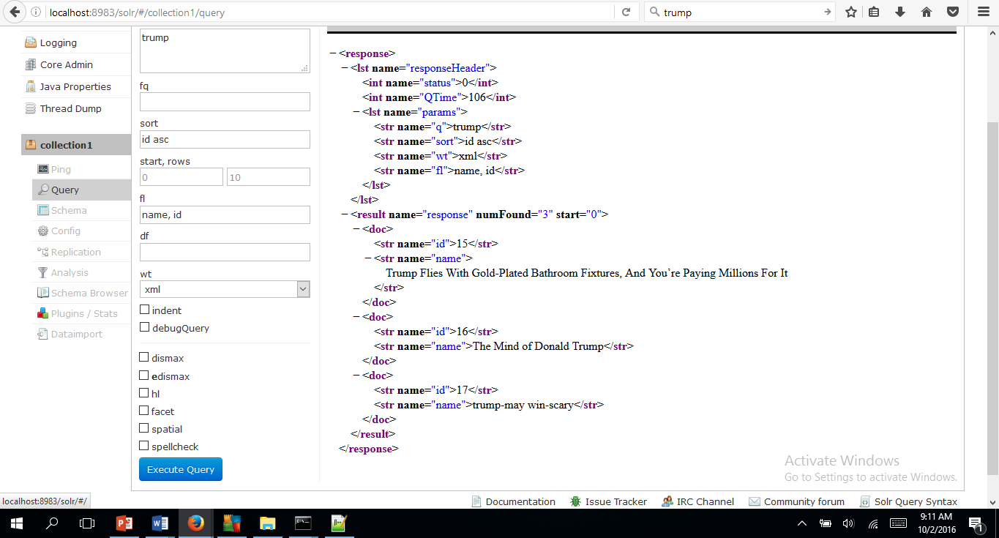 localhost:8983/solr/#/collection1/query
trump
Logging
Core Admin
Java Properties
Thread Dump
collection1
Ping
Query
Schema
Config
Replication
Analysis
Schema Browser
Plugins / Stats
Dataimport
trump
fq
sort
id asc
start, rows
0 10
fl
name, id
df
wt
xml
indent
debugQuery
dismax
edismax
hl
facet
spatial
spellcheck
Execute Query
<response>
<lst name="responseHeader">
<int name="status">0</int>
<int name="QTime">106</int>
<lst name="params">
<str name="q">trump</str>
<str name="sort">id asc</str>
<str name="wt">xml</str>
<str name="fl">name, id</str>
</lst>
</lst>
<result name="response" numFound="3" start="0">
<doc>
<str name="id">15</str>
<str name="name">
Trump Flies With Gold-Plated Bathroom Fixtures, And You’re Paying Millions For It
</str>
</doc>
<doc>
<str name="id">16</str>
<str name="name">The Mind of Donald Trump</str>
</doc>
<doc>
<str name="id">17</str>
<str name="name">trump-may win-scary</str>
</doc>
</result>
</response>
Activate Windows
Go to Settings to activate Windows.
localhost:8983/solr/#/
Documentation Issue Tracker IRC Channel Community forum Solr Query Syntax
9:11 AM
10/2/2016
1